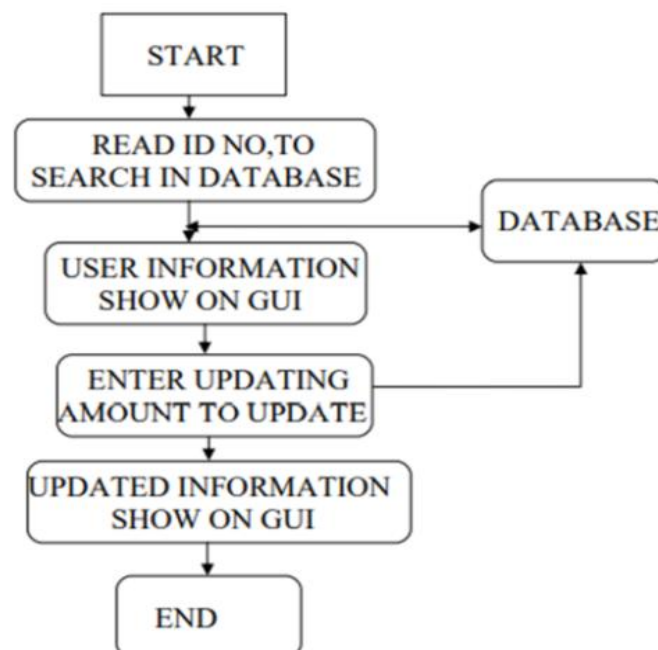 START
READ ID NO,TO
SEARCH IN DATABASE
DATABASE
USER INFORMATION
SHOW ON GUI
ENTER UPDATING
AMOUNT TO UPDATE
UPDATED INFORMATION
SHOW ON GUI
END